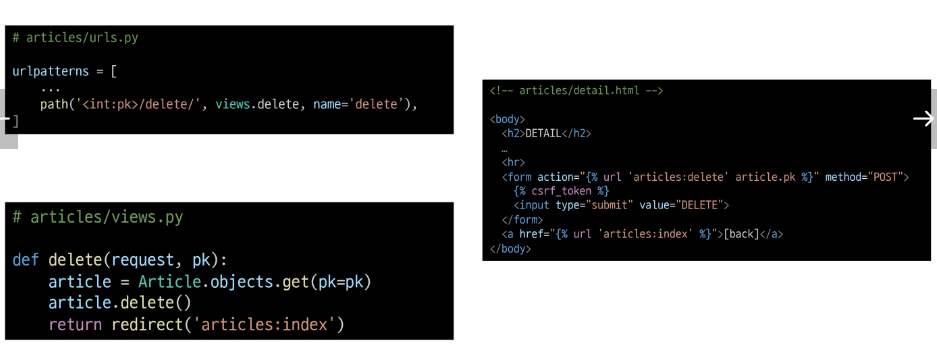 # articles/urls.py
urlpatterns = [
    ...
    path('<int:pk>/delete/', views.delete, name='delete’),
]
# articles/views.py
def delete(request, pk):
    article = Article.objects.get(pk=pk)
    article.delete()
    return redirect('articles:index')
<!-- articles/detail.html -->
<body>
  <h2>DETAIL</h2>
  …
  <hr>
  <form action="{% url 'articles:delete' article.pk %}" method="POST">
    {% csrf_token %}
    <input type="submit" value="DELETE">
  </form>
  <a href="{% url 'articles:index' %}">[back]</a>
</body>